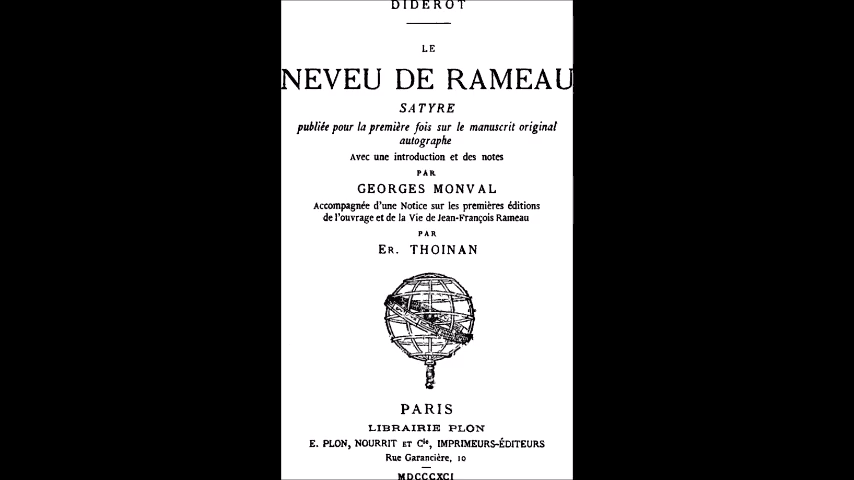 DIDEROT
LE
NEVEU DE RAMEAU
SATYRE
publiée pour la première fois sur le manuscrit original
autographe
Avec une introduction et des notes
PAR
GEORGES MONVAL
Accompagnée d'une Notice sur les premières éditions
de l'ouvrage et de la Vie de Jean-François Rameau
PAR
ER. THOINAN
PARIS
LIBRAIRIE PLON
E. PLON, NOURRIT ET Cie, IMPRIMEURS-ÉDITEURS
Rue Garancière, 10
MDCCCXCI